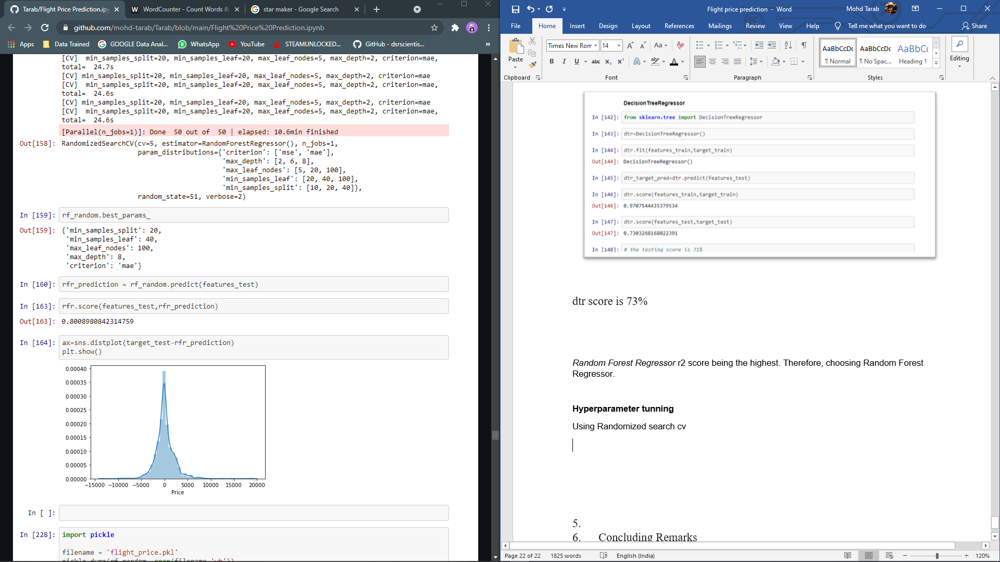 Tarab/Flight Price Prediction.ipy
WordCounter - Count Words &
star maker - Google Search
github.com/mohd-tarab/Tarab/blob/main/Flight%20Price%20Prediction.ipynb
Apps Data Trained GOOGLE Data Anal... WhatsApp YouTube STEAMUNLOCKED... GitHub - dsrscientis... »
[CV]  min_samples_split=20, min_samples_leaf=20, max_leaf_nodes=5, max_depth=2, criterion=mae,
total=  24.7s
[CV] min_samples_split=20, min_samples_leaf=20, max_leaf_nodes=5, max_depth=2, criterion=mae
[CV]  min_samples_split=20, min_samples_leaf=20, max_leaf_nodes=5, max_depth=2, criterion=mae,
total=  24.6s
[CV] min_samples_split=20, min_samples_leaf=20, max_leaf_nodes=5, max_depth=2, criterion=mae
[CV]  min_samples_split=20, min_samples_leaf=20, max_leaf_nodes=5, max_depth=2, criterion=mae,
total=  24.6s
[Parallel(n_jobs=1)]: Done  50 out of  50 | elapsed: 10.6min finished
Out[158]: RandomizedSearchCV(cv=5, estimator=RandomForestRegressor(), n_jobs=1,
param_distributions={'criterion': ['mse', 'mae'],
'max_depth': [2, 6, 8],
'max_leaf_nodes': [5, 20, 100],
'min_samples_leaf': [20, 40, 100],
'min_samples_split': [10, 20, 40]},
random_state=51, verbose=2)
In [159]: rf_random.best_params_
Out[159]: {'min_samples_split': 20,
'min_samples_leaf': 40,
'max_leaf_nodes': 100,
'max_depth': 8,
'criterion': 'mae'}
In [160]: rfr_prediction = rf_random.predict(features_test)
In [163]: rfr.score(features_test,rfr_prediction)
Out[163]: 0.8008980842314759
In [164]: ax=sns.distplot(target_test-rfr_prediction)
plt.show()
0.00040
0.00035
0.00030
0.00025
0.00020
0.00015
0.00010
0.00005
0.00000
−15000 −10000 −5000 0 5000 10000 15000 20000
Price
In [ ]:
In [228]: import pickle
filename = 'flight_price.pkl'
pickle.dump(rf_random, open(filename,'wb'))
Flight price prediction - Word
Mohd Tarab
File Home Insert Design Layout References Mailings Review View Help Tell me what you want to do Share
Paste
Times New Ror 14 A A Aa
B I U abc x₂ x² A ab A
AaBbCcDc AaBbCcDc AaBbCc
¶ Normal ¶ No Spac... Heading 1
Editing
Clipboard Font Paragraph Styles
DecisionTreeRegressor
In [142]: from sklearn.tree import DecisionTreeRegressor
In [143]: dtr=DecisionTreeRegressor()
In [144]: dtr.fit(features_train,target_train)
Out[144]: DecisionTreeRegressor()
In [145]: dtr_target_pred=dtr.predict(features_test)
In [146]: dtr.score(features_train,target_train)
Out[146]: 0.9707544435379534
In [147]: dtr.score(features_test,target_test)
Out[147]: 0.7303268168022391
In [148]: # the testing score is 71%
dtr score is 73%
Random Forest Regressor r2 score being the highest. Therefore, choosing Random Forest
Regressor.
Hyperparameter tunning
Using Randomized search cv
5.
6. Concluding Remarks
Page 22 of 22 1825 words English (India) 120%